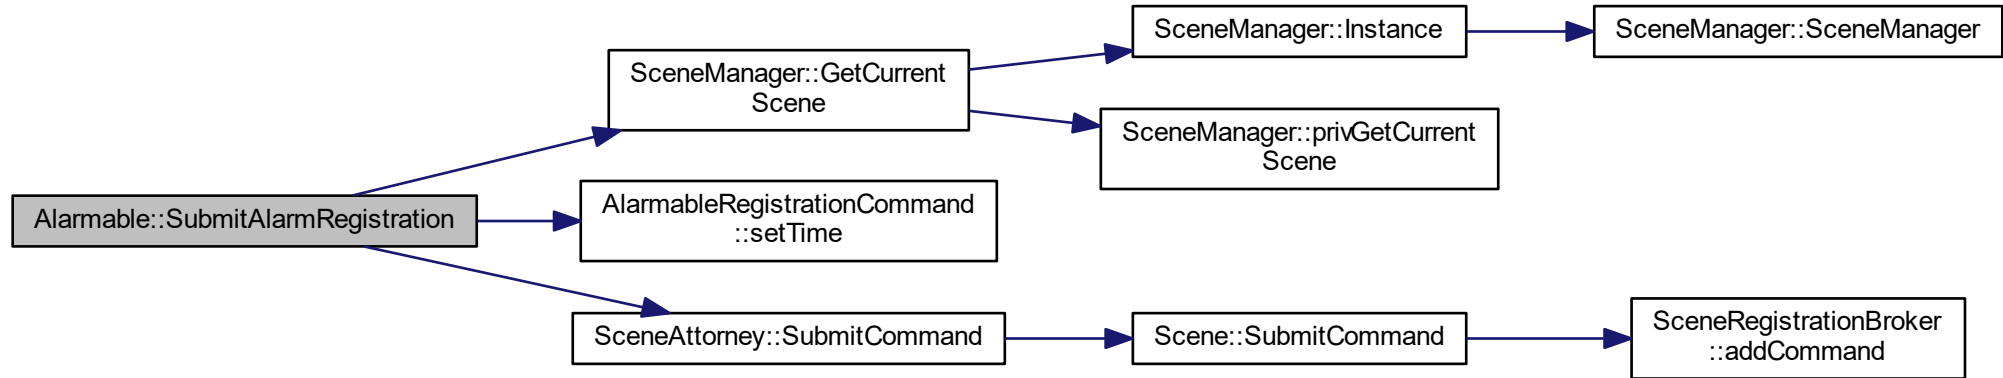 Alarmable::SubmitAlarmRegistration
SceneManager::GetCurrent
Scene
SceneManager::Instance
SceneManager::SceneManager
SceneManager::privGetCurrent
Scene
AlarmableRegistrationCommand
::setTime
SceneAttorney::SubmitCommand
Scene::SubmitCommand
SceneRegistrationBroker
::addCommand